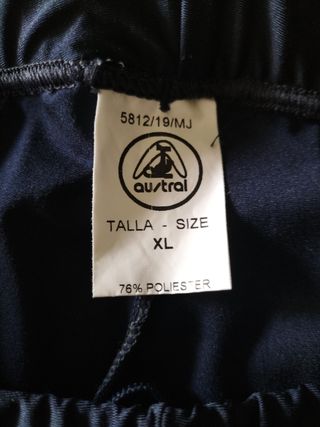 5812/19/MJ
austral
TALLA - SIZE
XL
76% POLIESTER